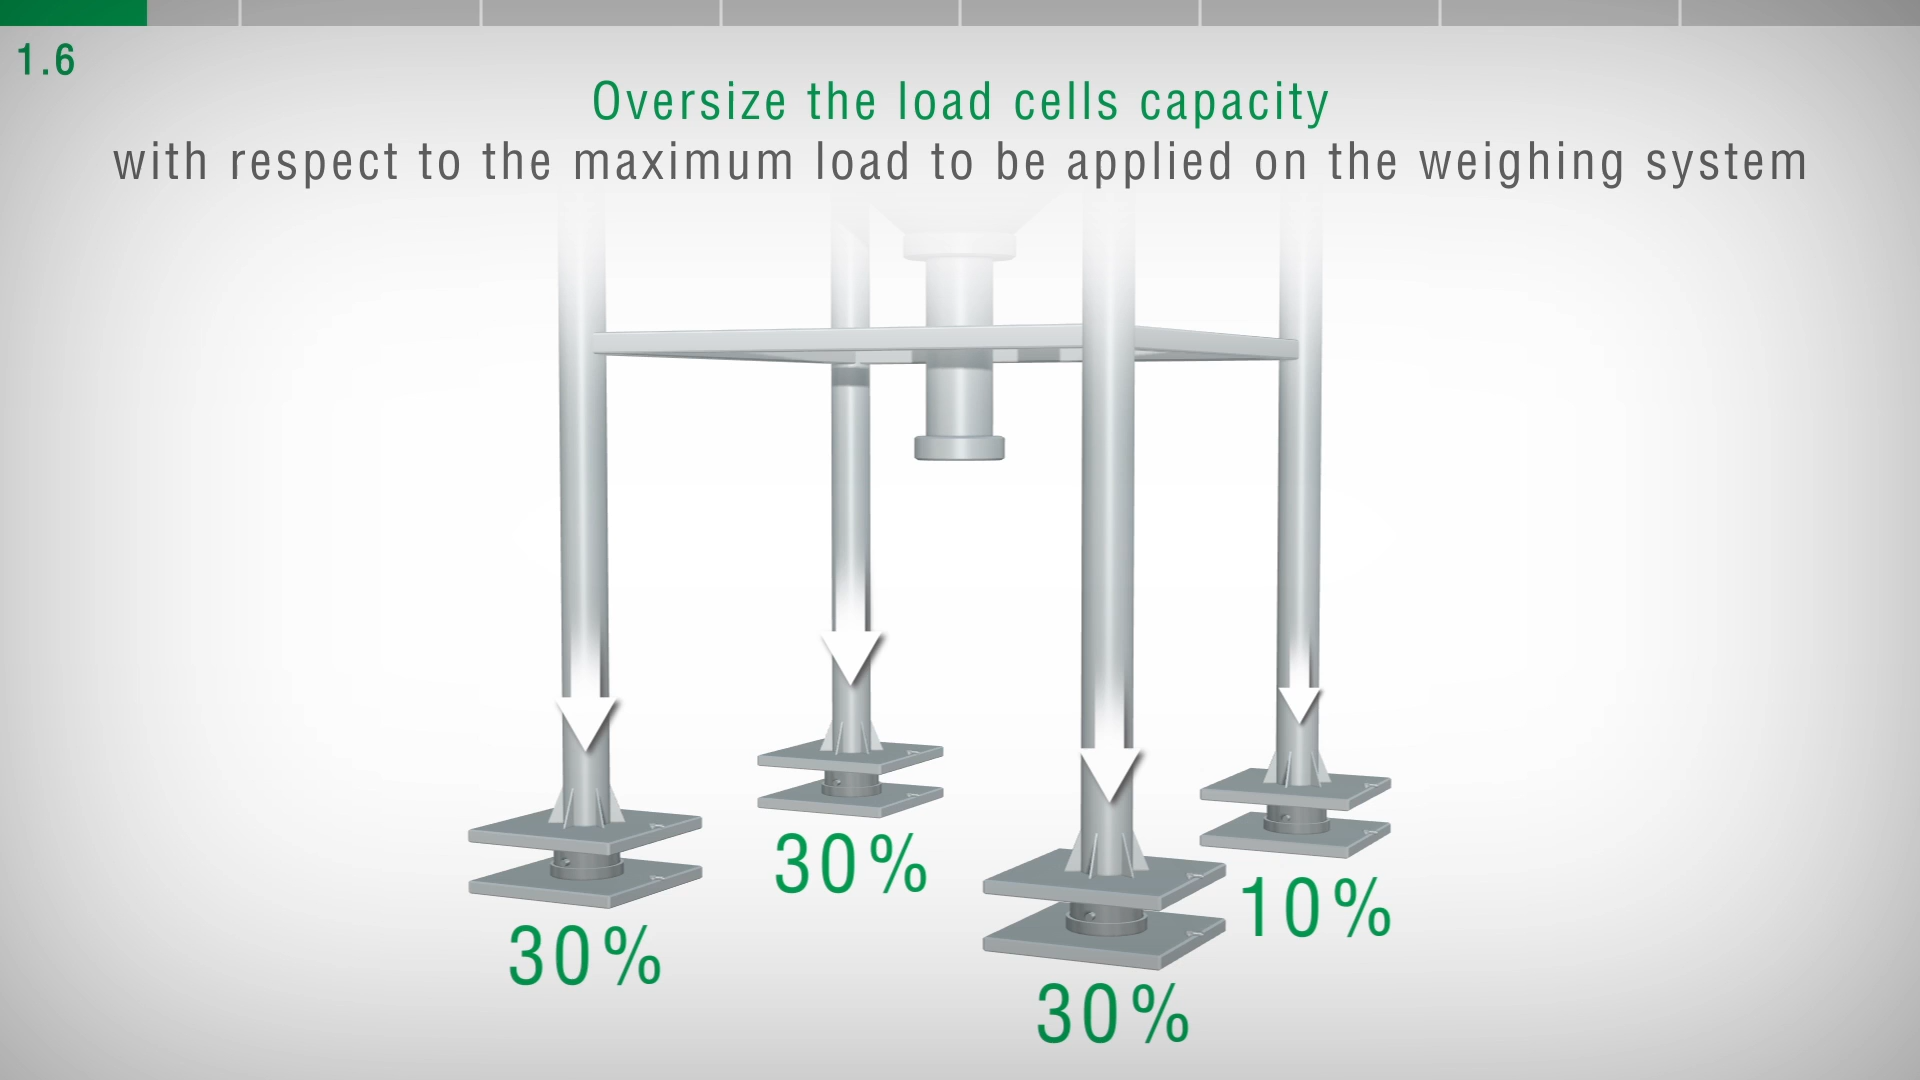 1.6
Oversize the load cells capacity
with respect to the maximum load to be applied on the weighing system
30%
10%
30%
30%